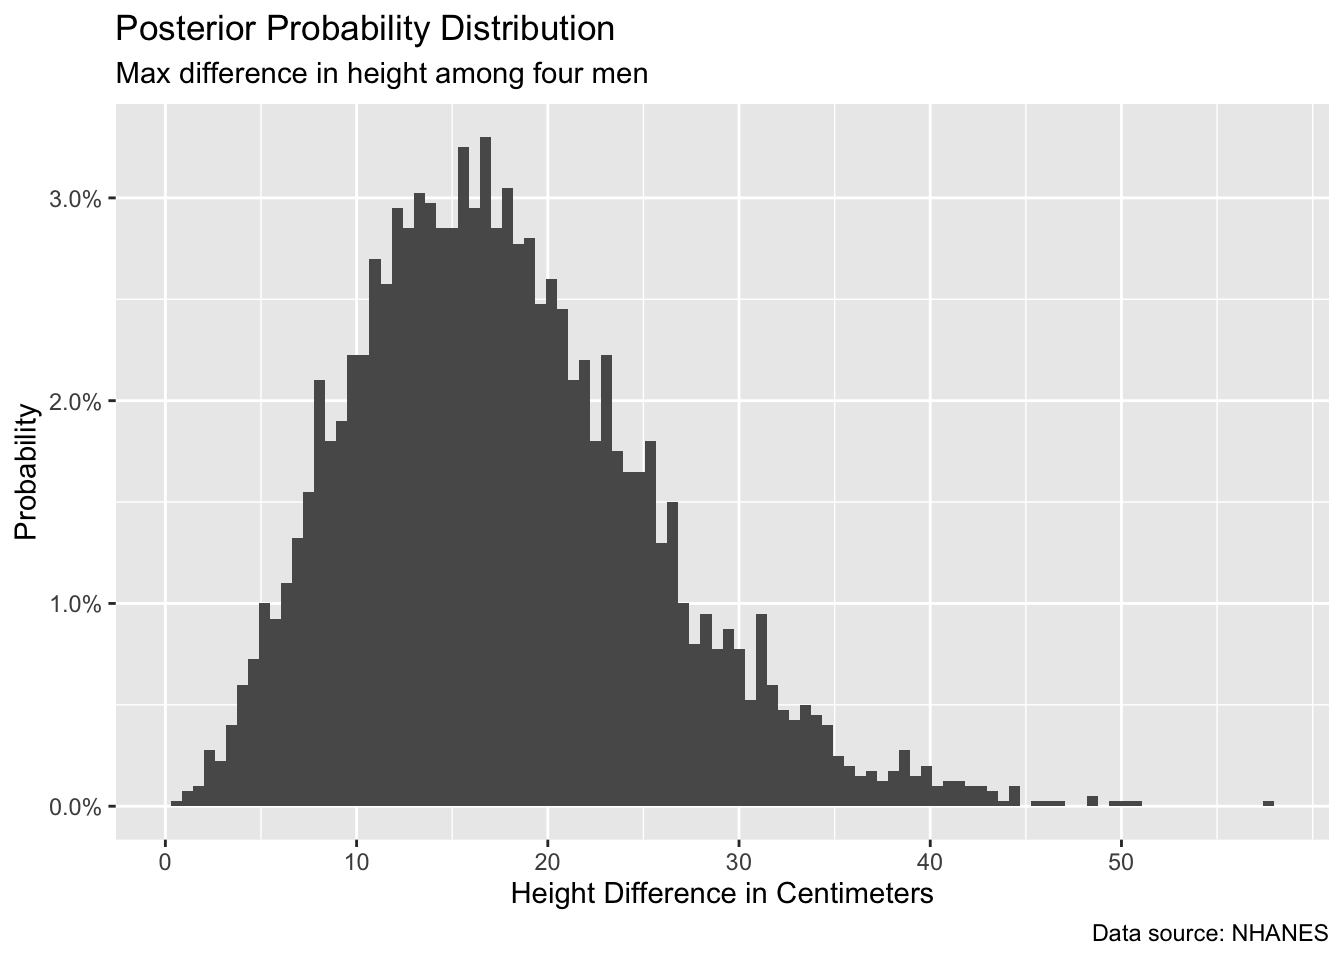 Posterior Probability Distribution
Max difference in height among four men
Probability
3.0%
2.0%
1.0%
0.0%
0 10 20 30 40 50
Height Difference in Centimeters
Data source: NHANES